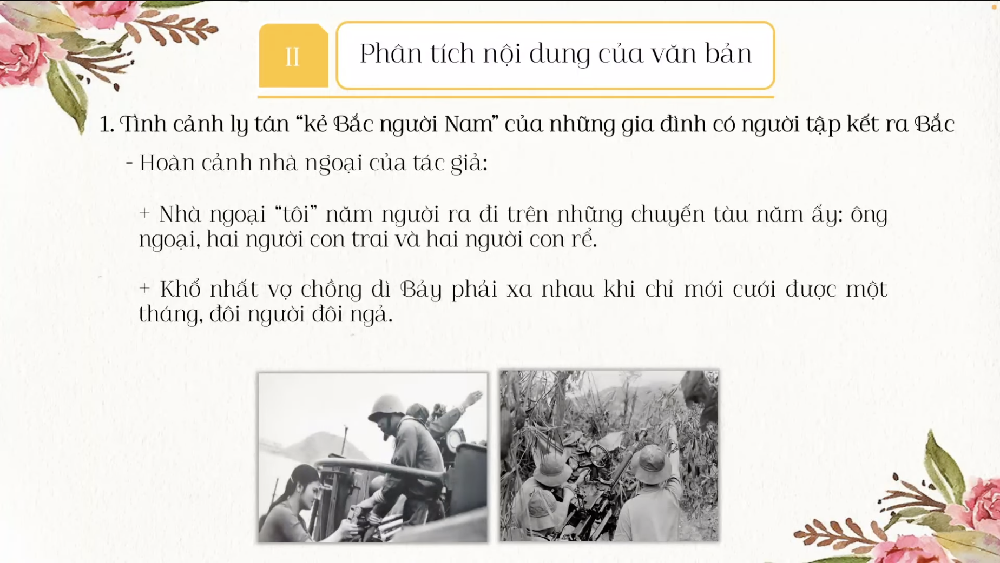 II
Phân tích nội dung của văn bản
1. Tình cảnh ly tán “kẻ Bắc người Nam” của những gia đình có người tập kết ra Bắc
- Hoàn cảnh nhà ngoại của tác giả:
+ Nhà ngoại “tôi” năm người ra đi trên những chuyến tàu năm ấy: ông
ngoại, hai người con trai và hai người con rể.
+ Khổ nhất vợ chồng dì Bảy phải xa nhau khi chỉ mới cưới được một
tháng, đôi người đôi ngả.